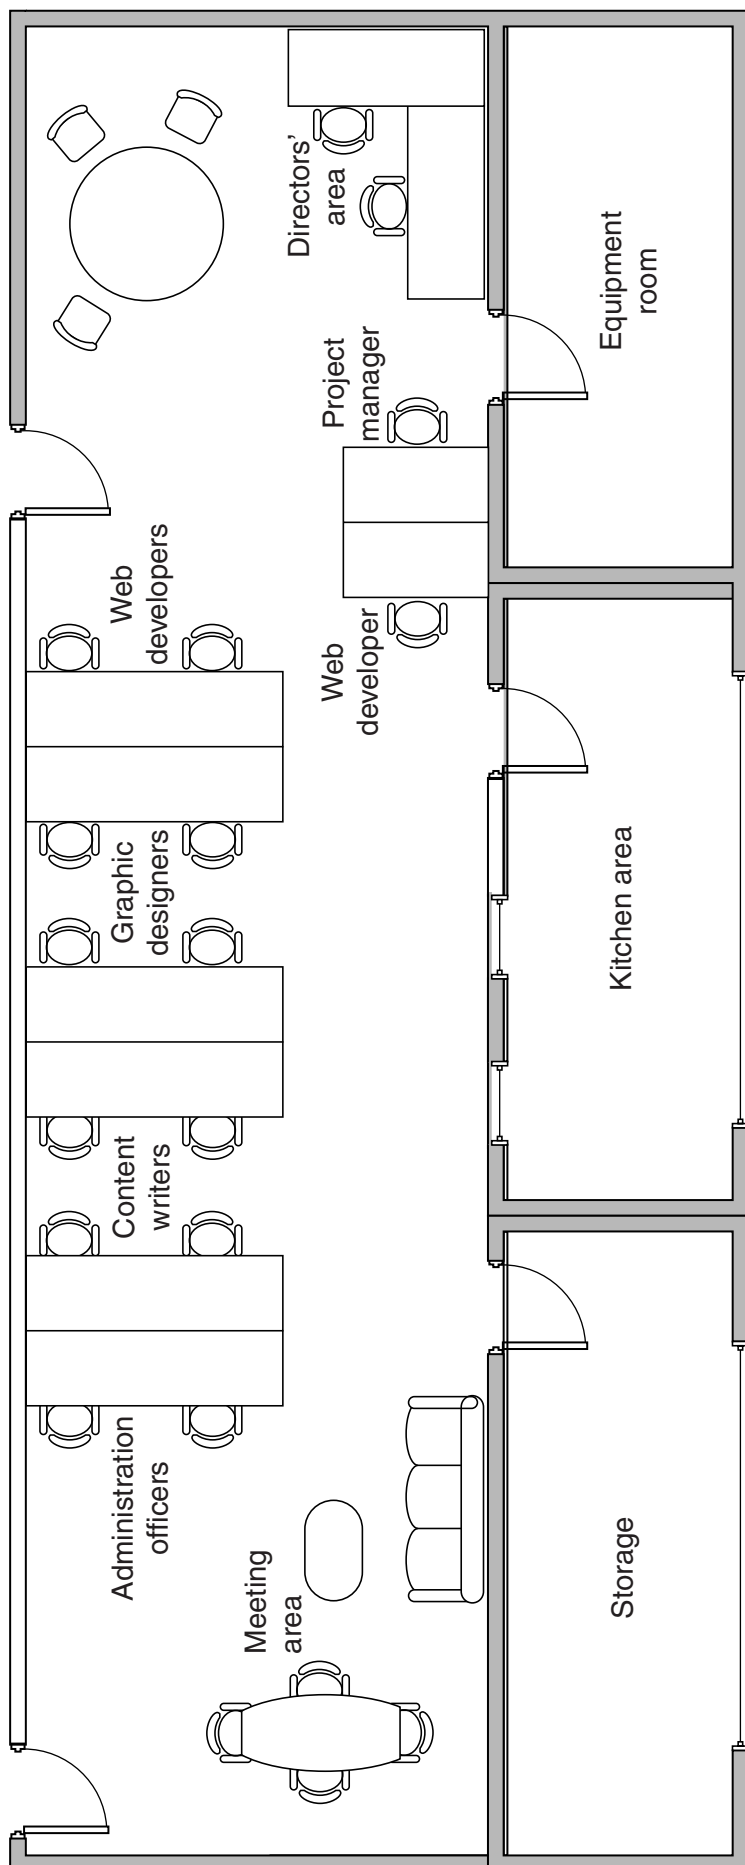 Administration
officers
Content
writers
Graphic
designers
Web
developers
Meeting
area
Web
developer
Project
manager
Directors’
area
Storage
Kitchen area
Equipment
room